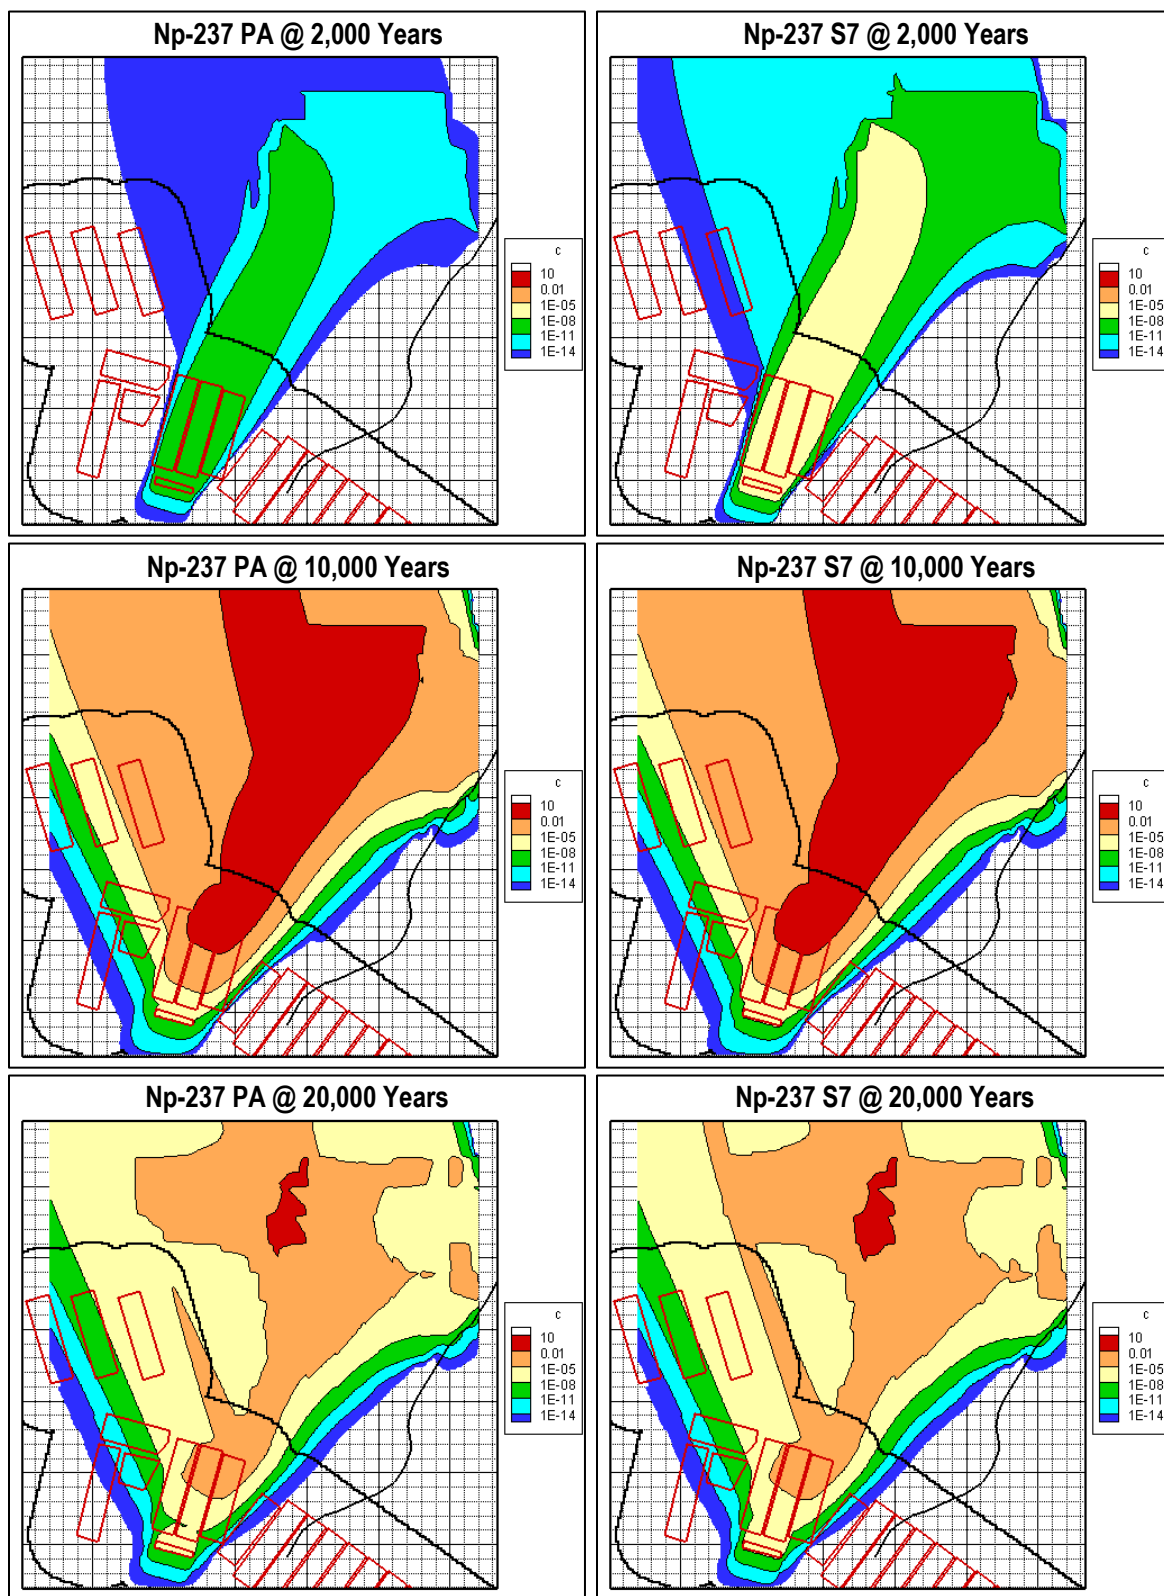 Np-237 PA @ 2,000 Years
c
10
0.01
1E-05
1E-08
1E-11
1E-14
Np-237 S7 @ 2,000 Years
c
10
0.01
1E-05
1E-08
1E-11
1E-14
Np-237 PA @ 10,000 Years
c
10
0.01
1E-05
1E-08
1E-11
1E-14
Np-237 S7 @ 10,000 Years
c
10
0.01
1E-05
1E-08
1E-11
1E-14
Np-237 PA @ 20,000 Years
c
10
0.01
1E-05
1E-08
1E-11
1E-14
Np-237 S7 @ 20,000 Years
c
10
0.01
1E-05
1E-08
1E-11
1E-14